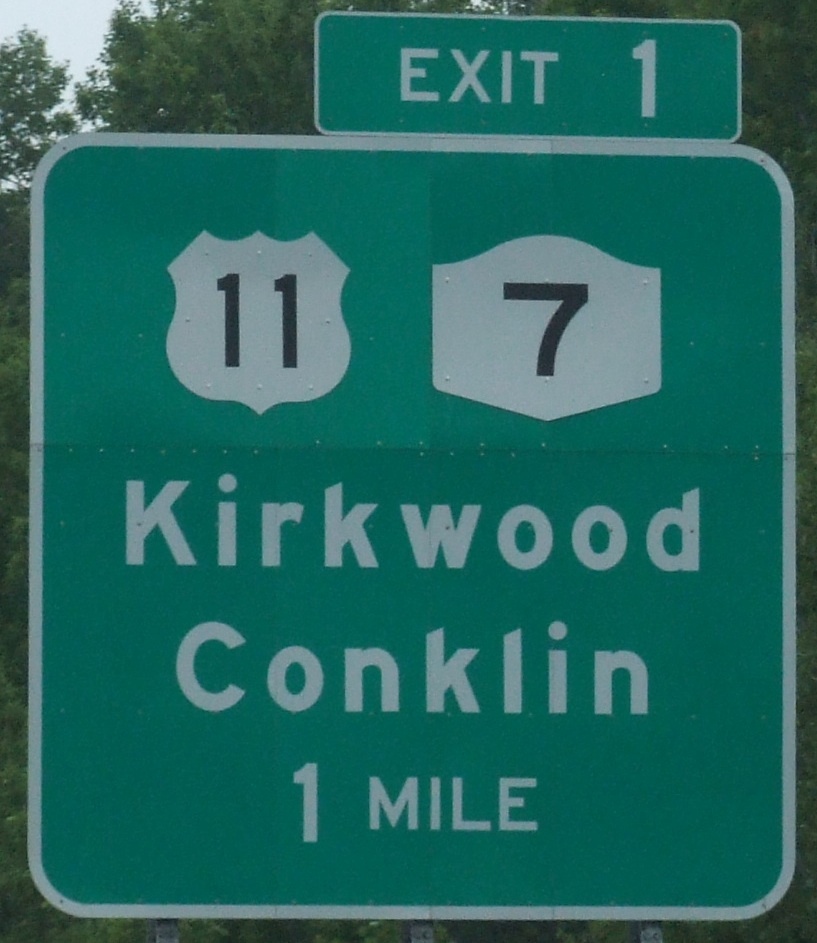 EXIT 1
11 7
Kirkwood
Conklin
1 MILE